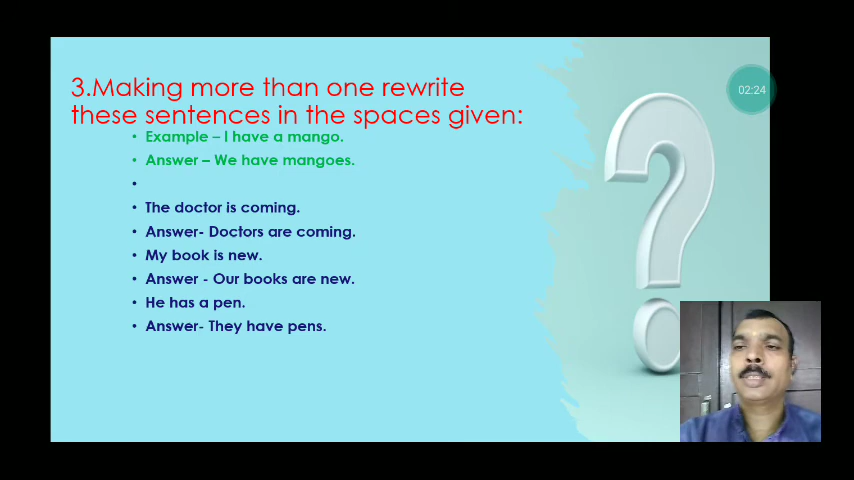 3.Making more than one rewrite
these sentences in the spaces given:
• Example – I have a mango.
• Answer – We have mangoes.
•
• The doctor is coming.
• Answer- Doctors are coming.
• My book is new.
• Answer - Our books are new.
• He has a pen.
• Answer- They have pens.
02:24